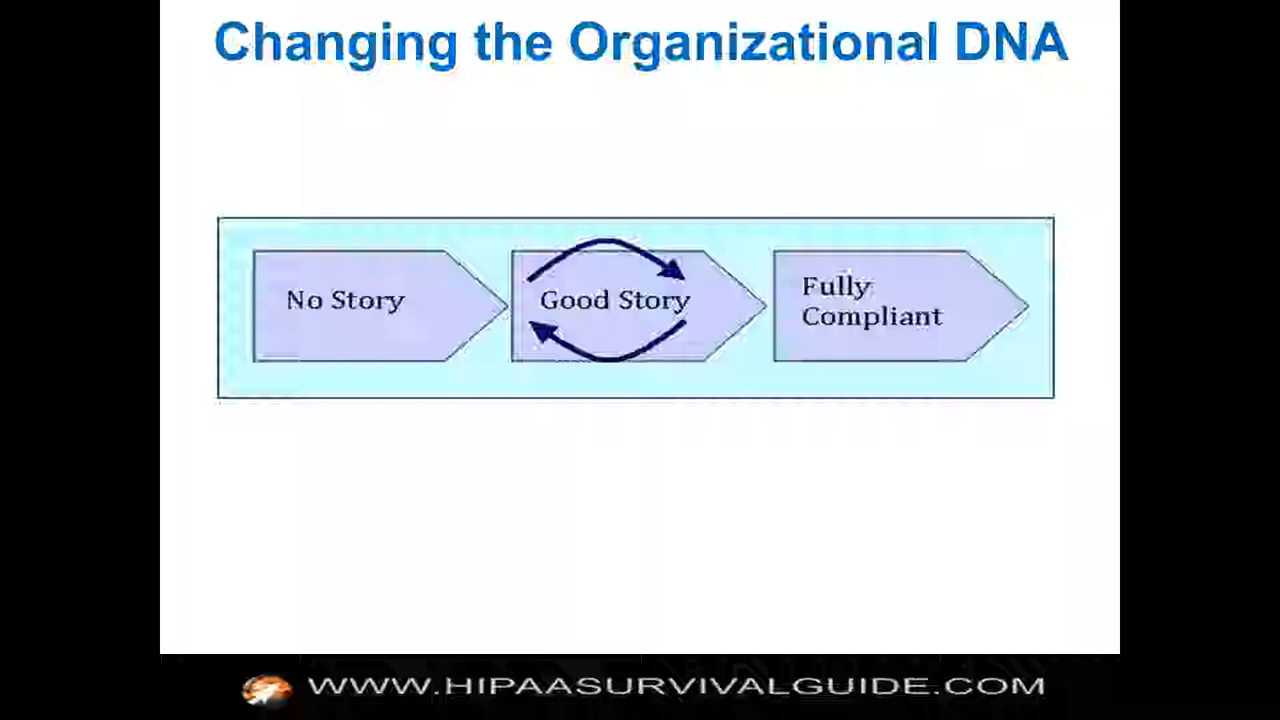 Changing the Organizational DNA
No Story
Good Story
Fully
Compliant
WWW.HIPAASURVIVALGUIDE.COM